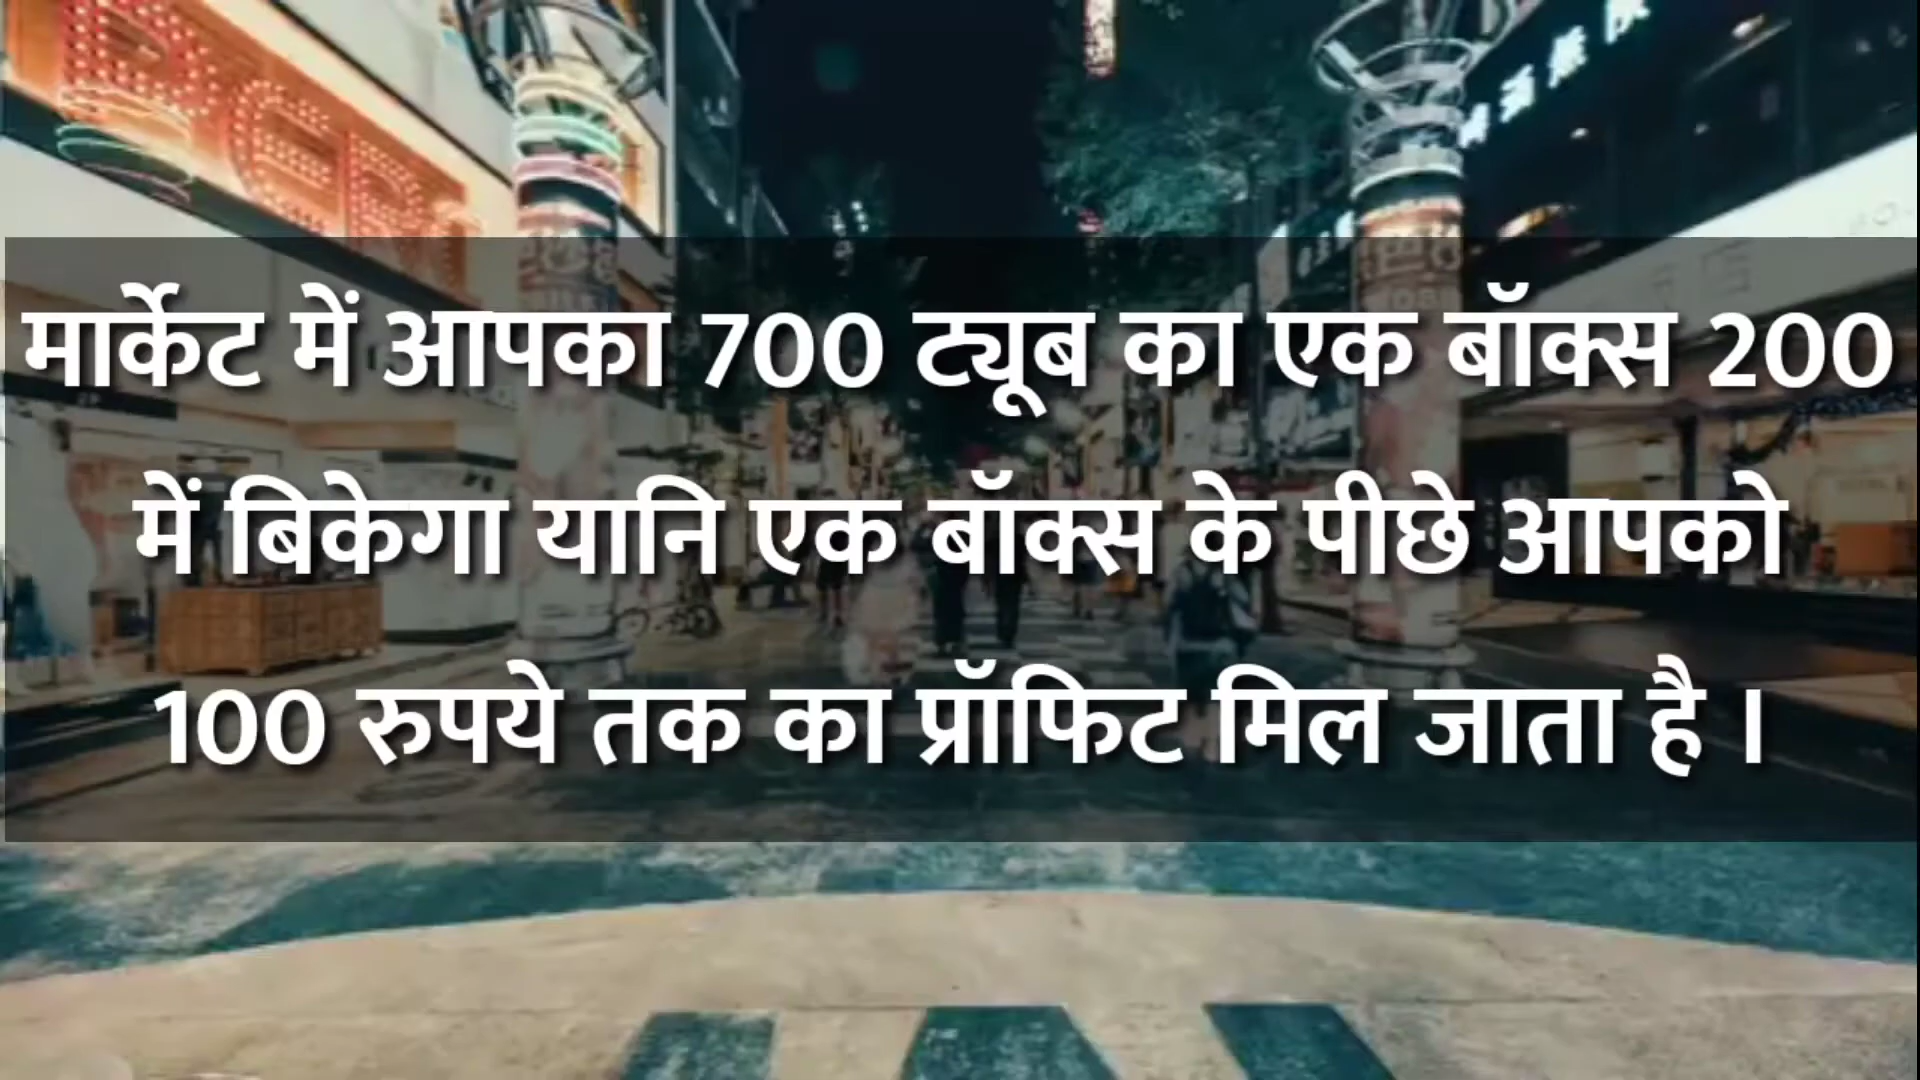 मार्केट में आपका 700 ट्यूब का एक बॉक्स 200
में बिकेगा यानि एक बॉक्स के पीछे आपको
100 रुपये तक का प्रॉफिट मिल जाता है ।